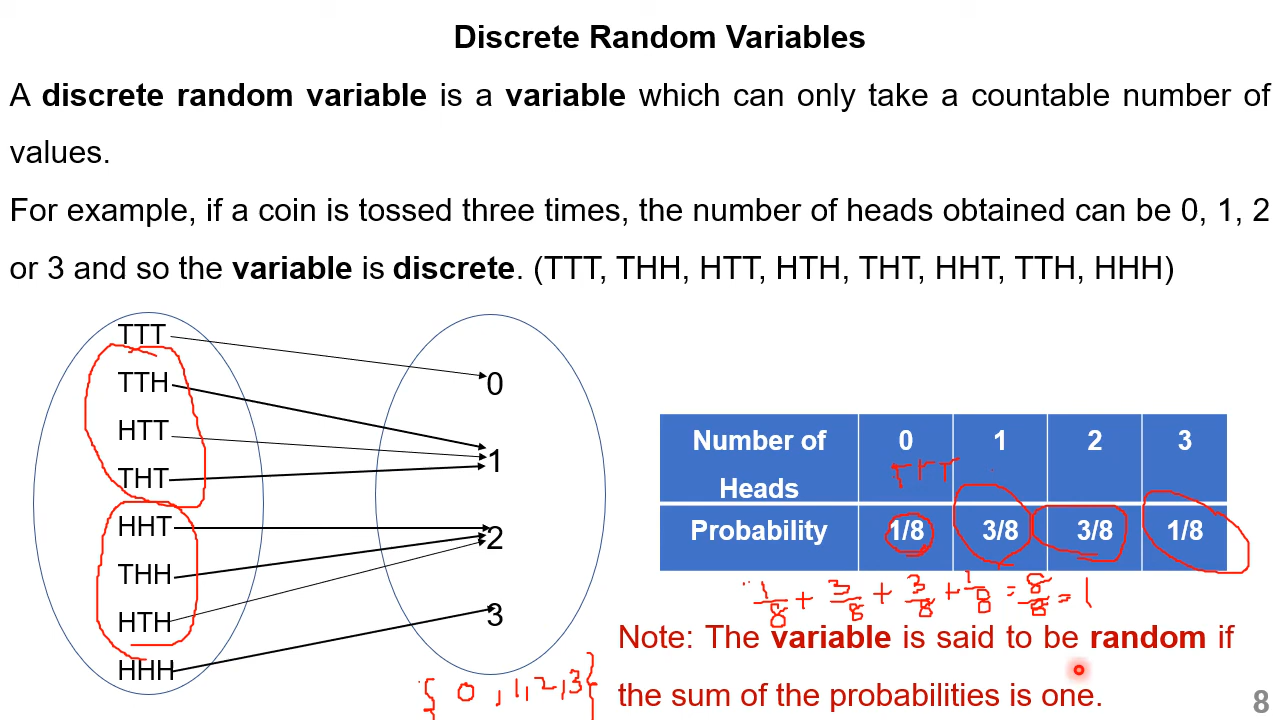 Discrete Random Variables
A discrete random variable is a variable which can only take a countable number of
values.
For example, if a coin is tossed three times, the number of heads obtained can be 0, 1, 2
or 3 and so the variable is discrete. (TTT, THH, HTT, HTH, THT, HHT, TTH, HHH)
TTT
TTH
HTT
THT
HHT
THH
HTH
HHH
0
1
2
3
{ 0 , 1, 2, 3 }
Number of Heads 0 1 2 3
TTT
Probability 1/8 3/8 3/8 1/8
1/8 + 3/8 + 3/8 + 1/8 = 8/8 = 1
Note: The variable is said to be random if
the sum of the probabilities is one.
8